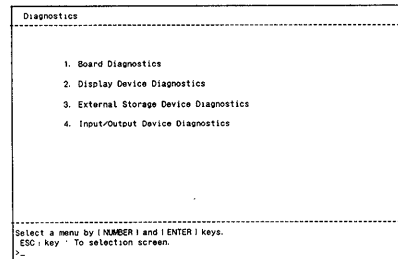 Diagnostics
1. Board Diagnostics
2. Display Device Diagnostics
3. External Storage Device Diagnostics
4. Input/Output Device Diagnostics
Select a menu by [NUMBER] and [ENTER] keys.
ESC: key ' To selection screen.
>_